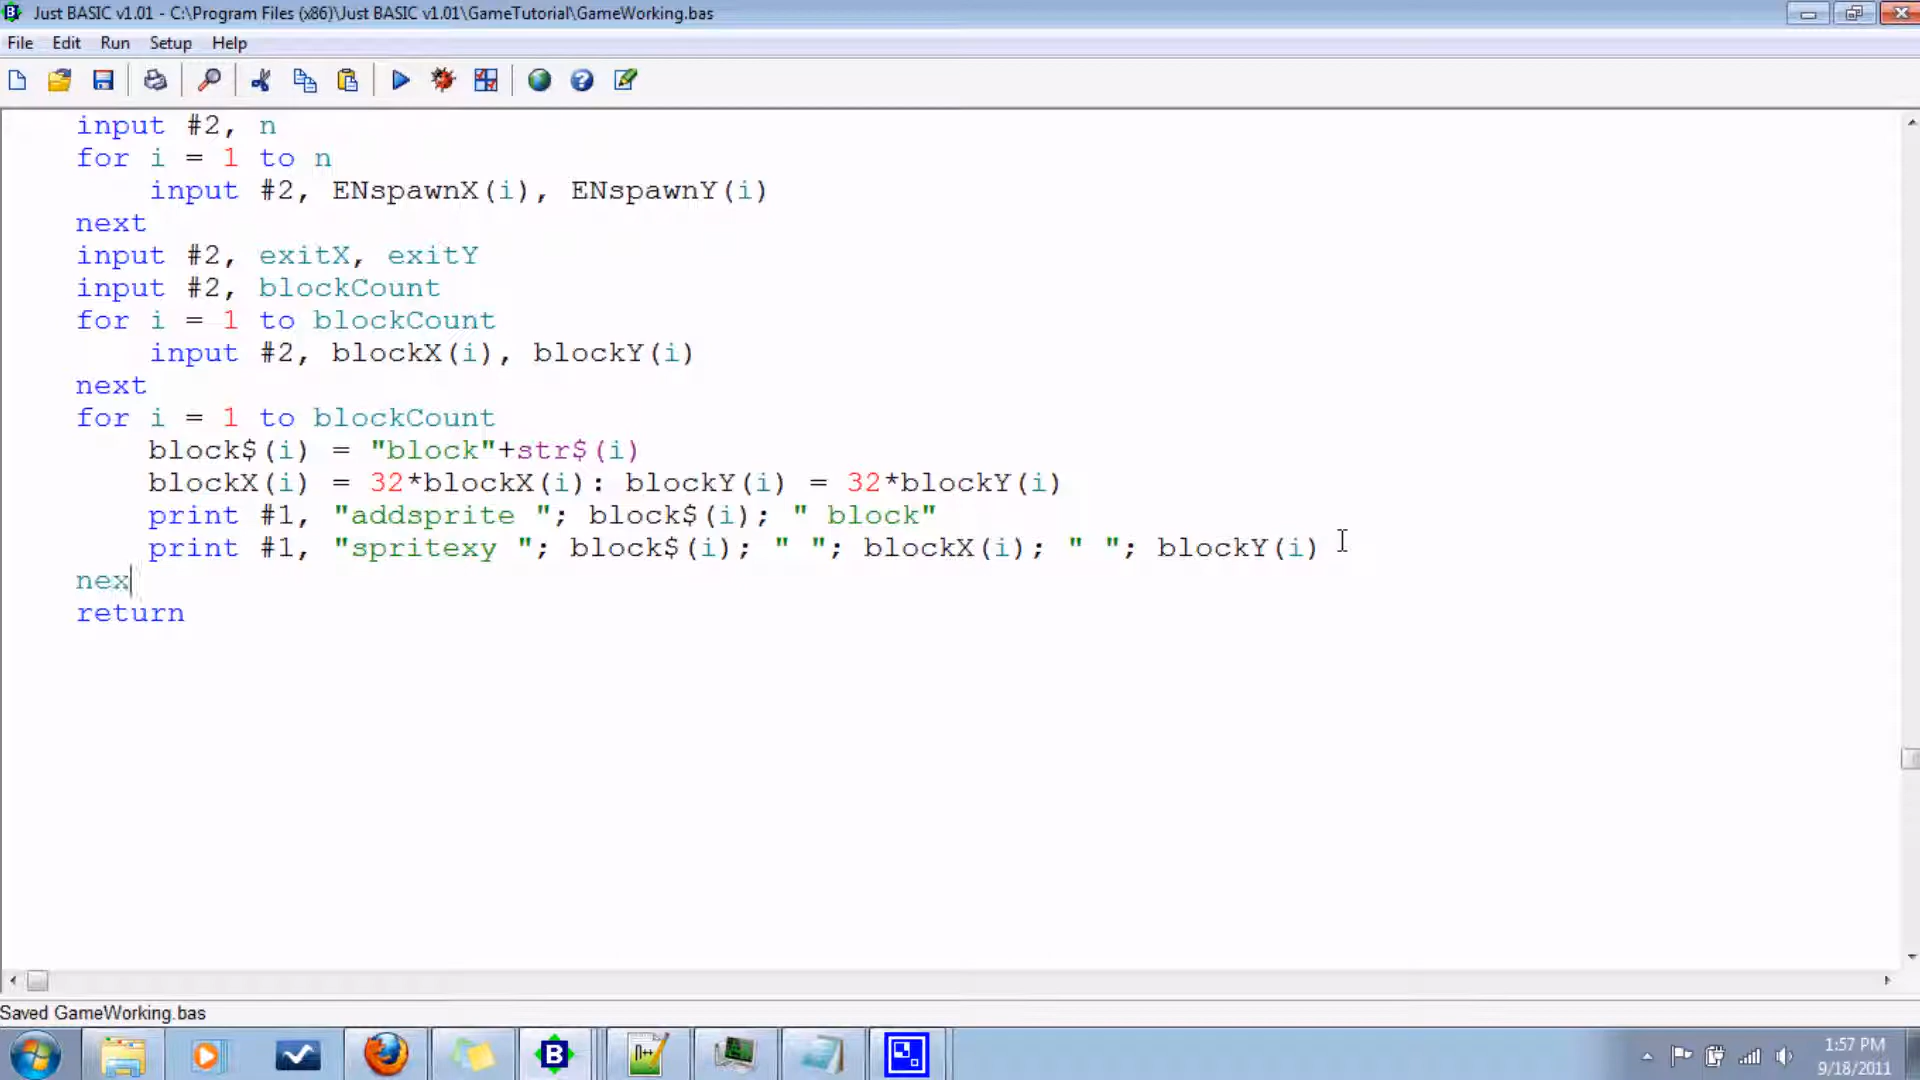 Just BASIC v1.01 - C:\Program Files (x86)\Just BASIC v1.01\GameTutorial\GameWorking.bas
File Edit Run Setup Help
input #2, n
for i = 1 to n
input #2, ENspawnX(i), ENspawnY(i)
next
input #2, exitX, exitY
input #2, blockCount
for i = 1 to blockCount
input #2, blockX(i), blockY(i)
next
for i = 1 to blockCount
block$(i) = "block"+str$(i)
blockX(i) = 32*blockX(i): blockY(i) = 32*blockY(i)
print #1, "addsprite "; block$(i); " block"
print #1, "spritexy "; block$(i); " "; blockX(i); " "; blockY(i)
nex
return
Saved GameWorking.bas
1:57 PM
9/18/2011